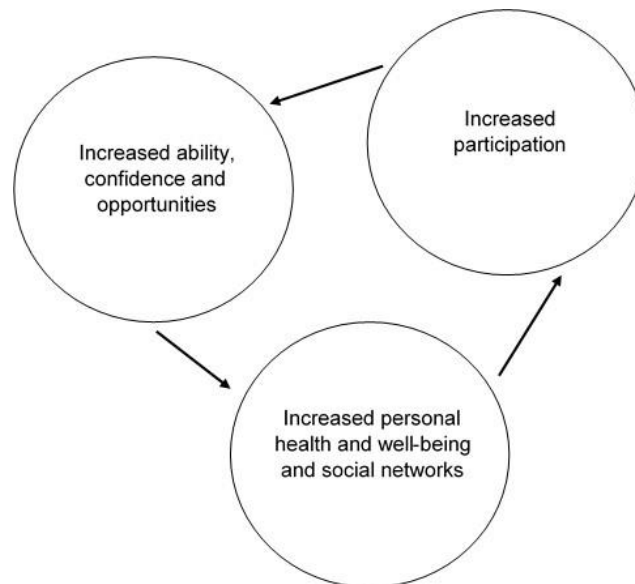 Increased ability,
confidence and
opportunities
Increased
participation
Increased personal
health and well-being
and social networks